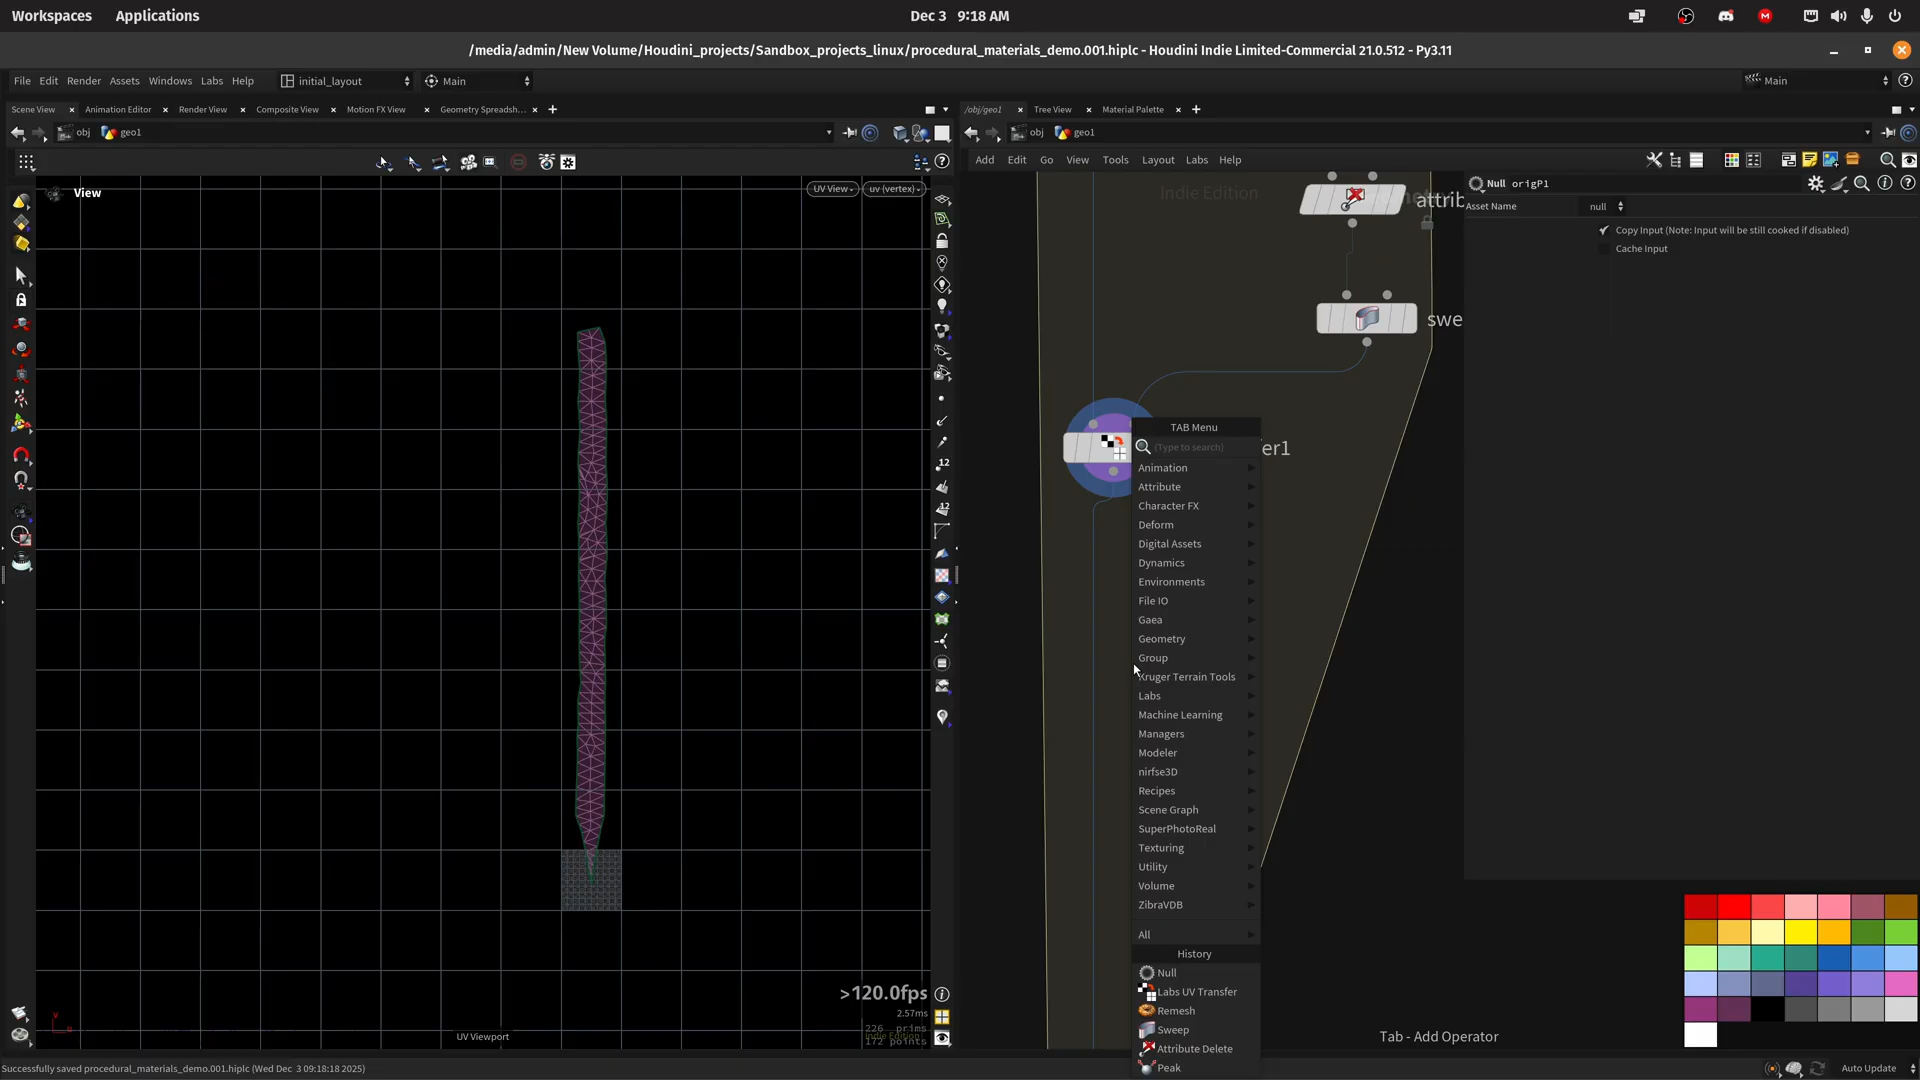 Workspaces Applications
Dec 3 9:18 AM
/media/admin/New Volume/Houdini_projects/Sandbox_projects_linux/procedural_materials_demo.001.hiplc - Houdini Indie Limited-Commercial 21.0.512 - Py3.11
File Edit Render Assets Windows Labs Help
initial_layout
Main
Main
Scene View Animation Editor Render View Composite View Motion FX View Geometry Spreadsh...
/obj/geo1 Tree View Material Palette
obj geo1
obj geo1
Add Edit Go View Tools Layout Labs Help
View
UV View
uv (vertex)
Indie Edition
attrib
swe
er1
Null origP1
Asset Name null
Copy Input (Note: Input will be still cooked if disabled)
Cache Input
12
12
TAB Menu
(Type to search)
Animation
Attribute
Character FX
Deform
Digital Assets
Dynamics
Environments
File IO
Gaea
Geometry
Group
Kruger Terrain Tools
Labs
Machine Learning
Managers
Modeler
nirfse3D
Recipes
Scene Graph
SuperPhotoReal
Texturing
Utility
Volume
ZibraVDB
All
History
Null
Labs UV Transfer
Remesh
Sweep
Attribute Delete
Peak
>120.0fps
2.57ms
226 prims
172 points
Indie Edition
UV Viewport
Tab - Add Operator
Successfully saved procedural_materials_demo.001.hiplc (Wed Dec 3 09:18:18 2025)
Auto Update